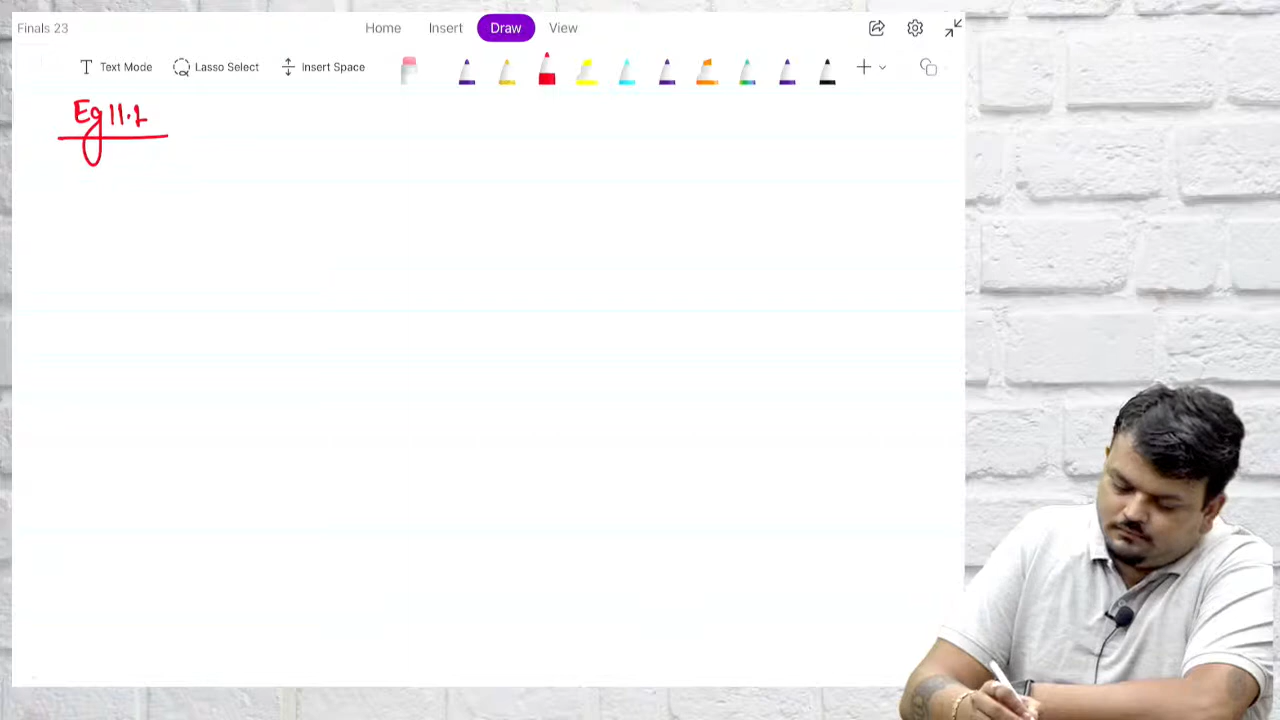 Finals 23
Home Insert Draw View
Text Mode Lasso Select Insert Space
Eg 11.1